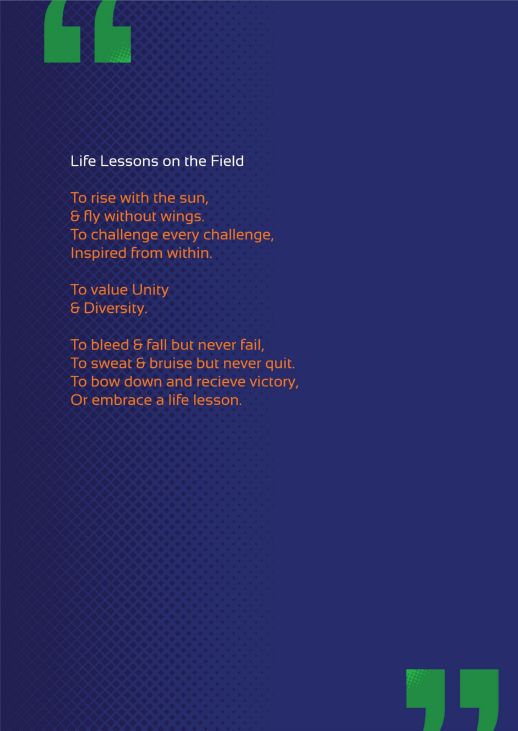 Life Lessons on the Field
To rise with the sun,
& fly without wings.
To challenge every challenge,
Inspired from within.
To value Unity
& Diversity.
To bleed & fall but never fail,
To sweat & bruise but never quit.
To bow down and recieve victory,
Or embrace a life lesson.